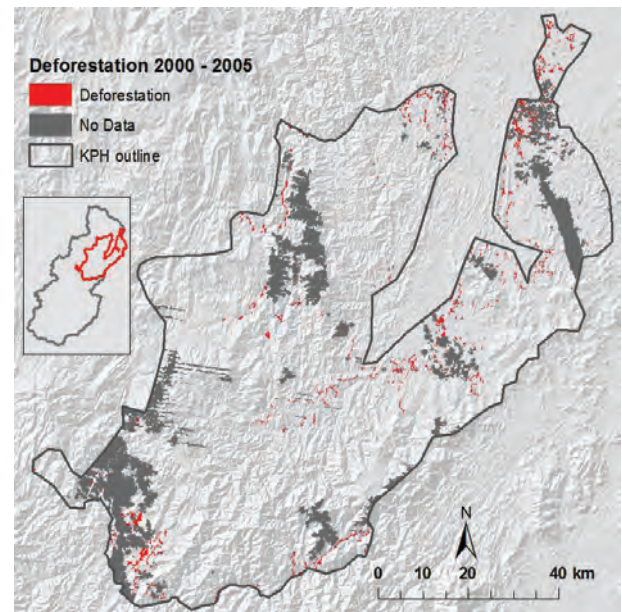 Deforestation 2000 - 2005
Deforestation
No Data
KPH outline
N
0 10 20 40 km